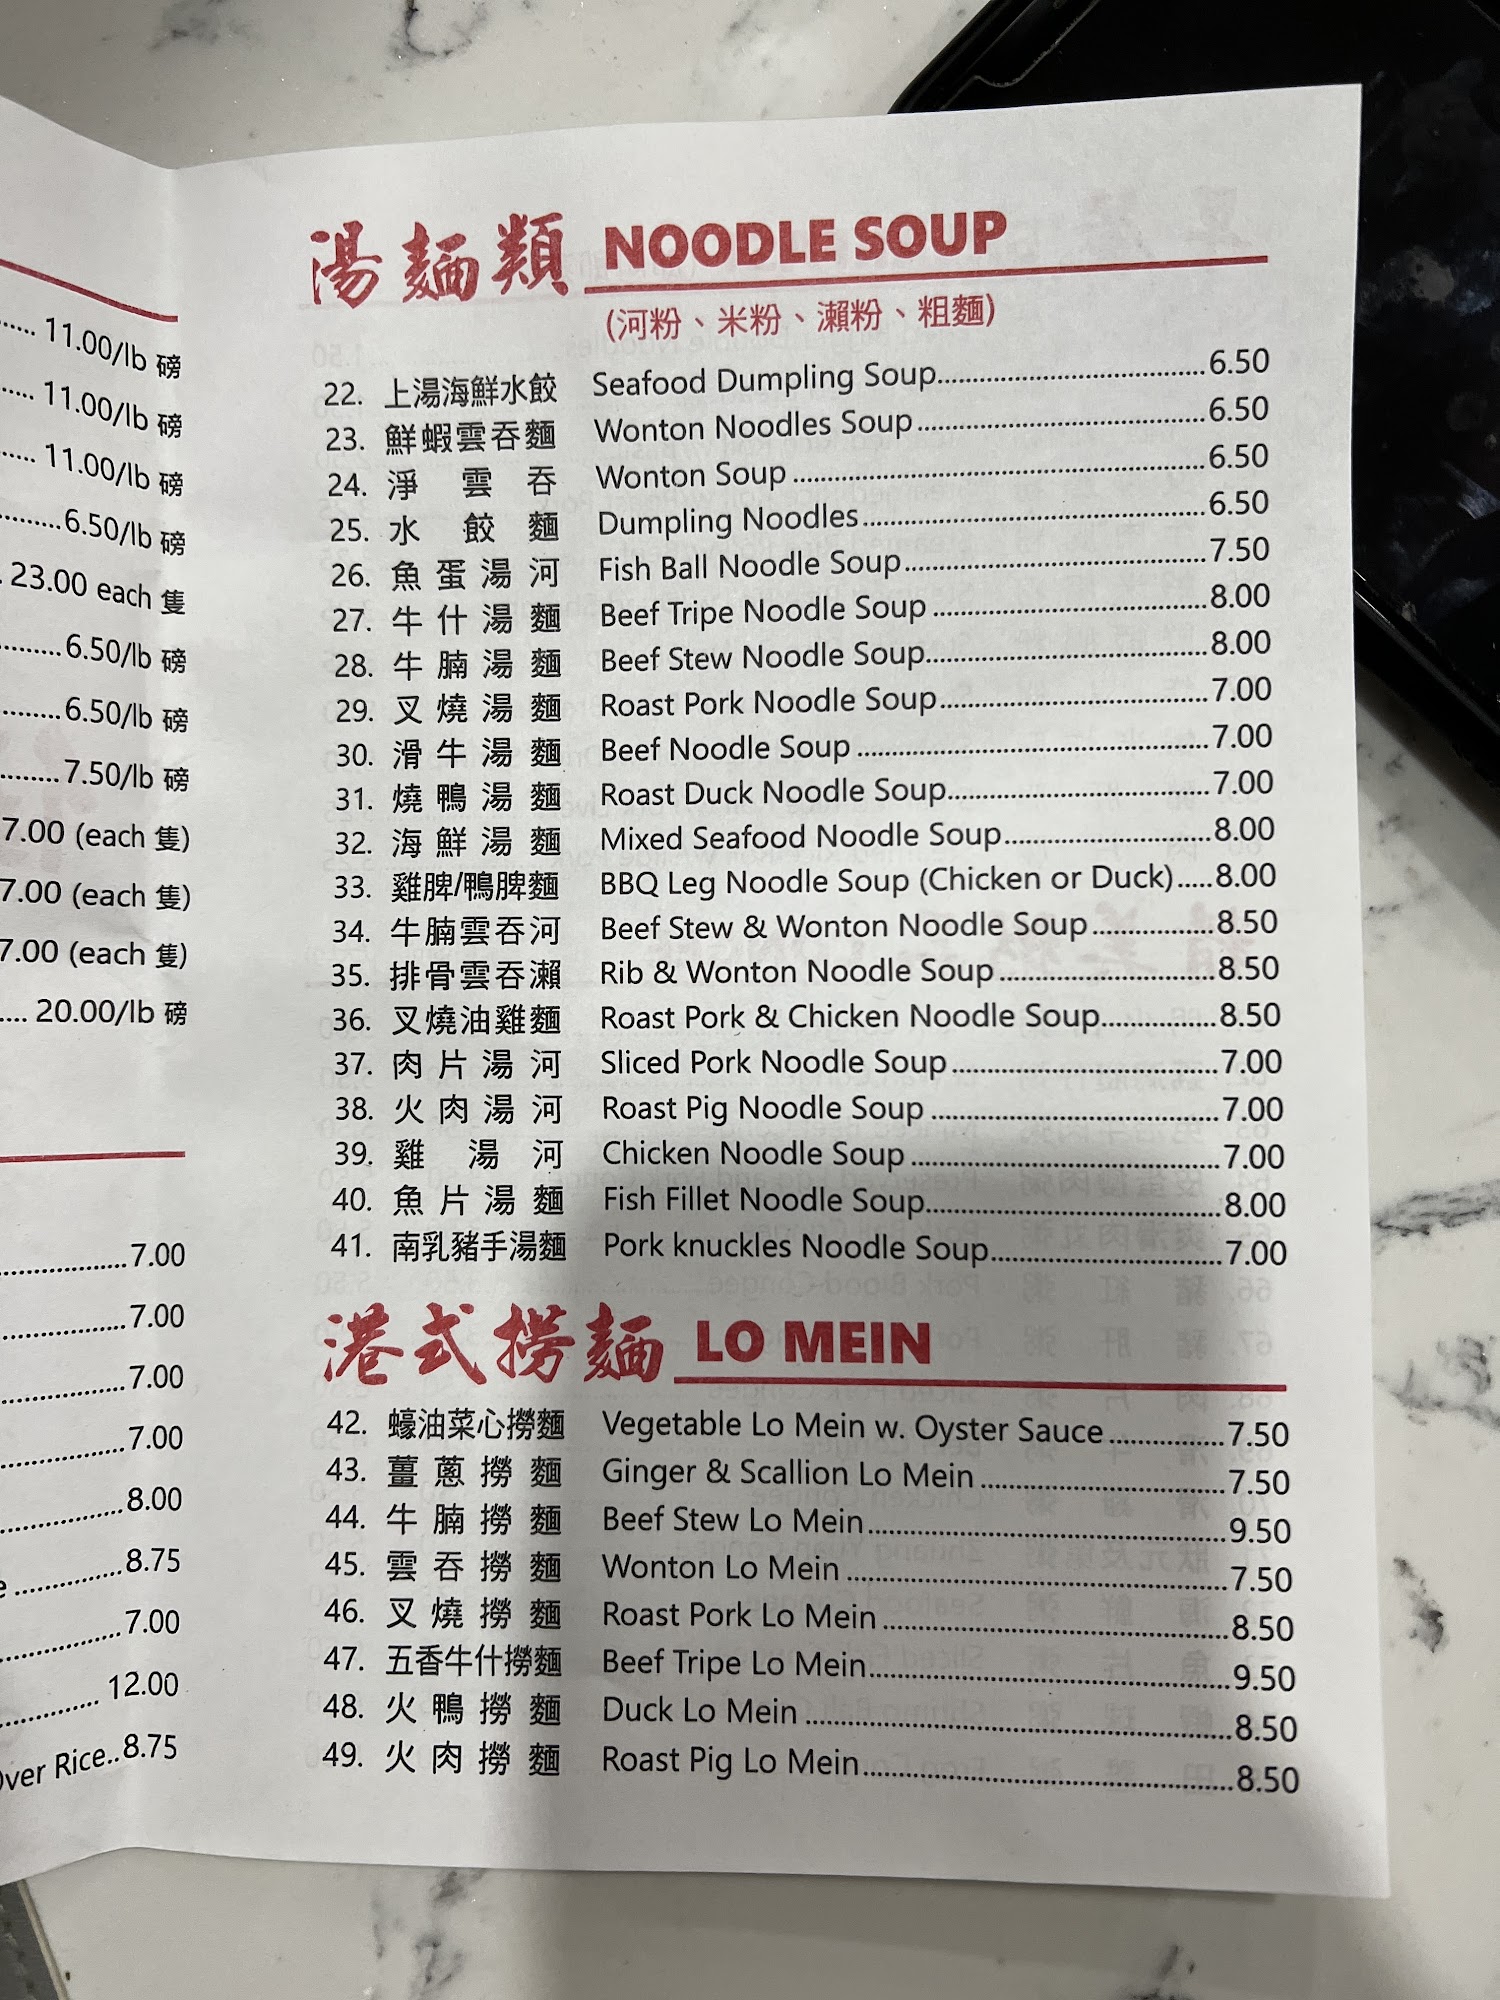 11.00/lb 磅
11.00/lb 磅
11.00/lb 磅
6.50/lb 磅
23.00 each 隻
6.50/lb 磅
6.50/lb 磅
7.50/lb 磅
7.00 (each 隻)
7.00 (each 隻)
7.00 (each 隻)
20.00/lb 磅
7.00
7.00
7.00
7.00
8.00
8.75
7.00
12.00
Over Rice..8.75
湯麵類 NOODLE SOUP
(河粉、米粉、瀨粉、粗麵)
22. 上湯海鮮水餃 Seafood Dumpling Soup 6.50
23. 鮮蝦雲吞麵 Wonton Noodles Soup 6.50
24. 淨雲吞 Wonton Soup 6.50
25. 水餃麵 Dumpling Noodles 6.50
26. 魚蛋湯河 Fish Ball Noodle Soup 7.50
27. 牛什湯麵 Beef Tripe Noodle Soup 8.00
28. 牛腩湯麵 Beef Stew Noodle Soup 8.00
29. 叉燒湯麵 Roast Pork Noodle Soup 7.00
30. 滑牛湯麵 Beef Noodle Soup 7.00
31. 燒鴨湯麵 Roast Duck Noodle Soup 7.00
32. 海鮮湯麵 Mixed Seafood Noodle Soup 8.00
33. 雞脾/鴨脾麵 BBQ Leg Noodle Soup (Chicken or Duck) 8.00
34. 牛腩雲吞河 Beef Stew & Wonton Noodle Soup 8.50
35. 排骨雲吞瀨 Rib & Wonton Noodle Soup 8.50
36. 叉燒油雞麵 Roast Pork & Chicken Noodle Soup 8.50
37. 肉片湯河 Sliced Pork Noodle Soup 7.00
38. 火肉湯河 Roast Pig Noodle Soup 7.00
39. 雞湯河 Chicken Noodle Soup 7.00
40. 魚片湯麵 Fish Fillet Noodle Soup 8.00
41. 南乳豬手湯麵 Pork knuckles Noodle Soup 7.00
港式撈麵 LO MEIN
42. 蠔油菜心撈麵 Vegetable Lo Mein w. Oyster Sauce 7.50
43. 薑蔥撈麵 Ginger & Scallion Lo Mein 7.50
44. 牛腩撈麵 Beef Stew Lo Mein 9.50
45. 雲吞撈麵 Wonton Lo Mein 7.50
46. 叉燒撈麵 Roast Pork Lo Mein 8.50
47. 五香牛什撈麵 Beef Tripe Lo Mein 9.50
48. 火鴨撈麵 Duck Lo Mein 8.50
49. 火肉撈麵 Roast Pig Lo Mein 8.50